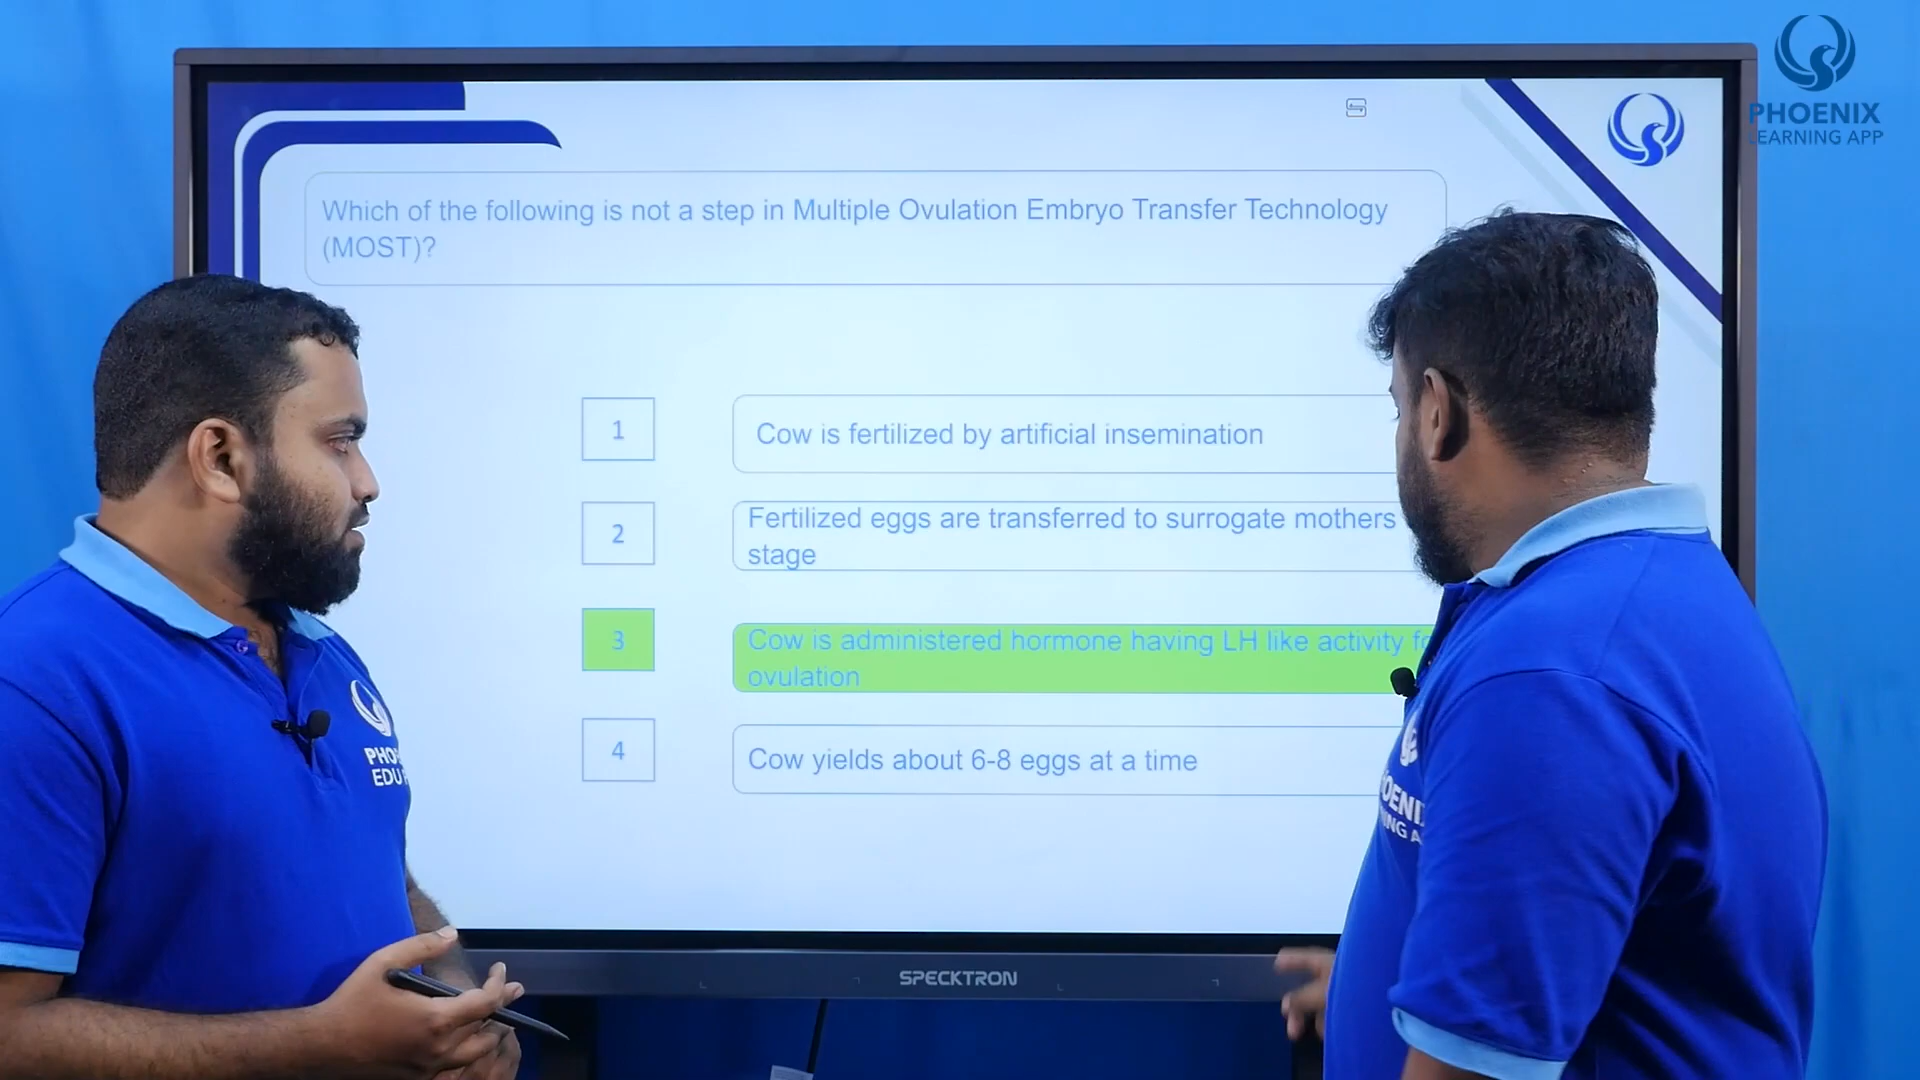 PHOENIX
LEARNING APP
Which of the following is not a step in Multiple Ovulation Embryo Transfer Technology
(MOST)?
1
Cow is fertilized by artificial insemination
2
Fertilized eggs are transferred to surrogate mothers
stage
3
Cow is administered hormone having LH like activity
ovulation
4
Cow yields about 6-8 eggs at a time
SPECKTRON